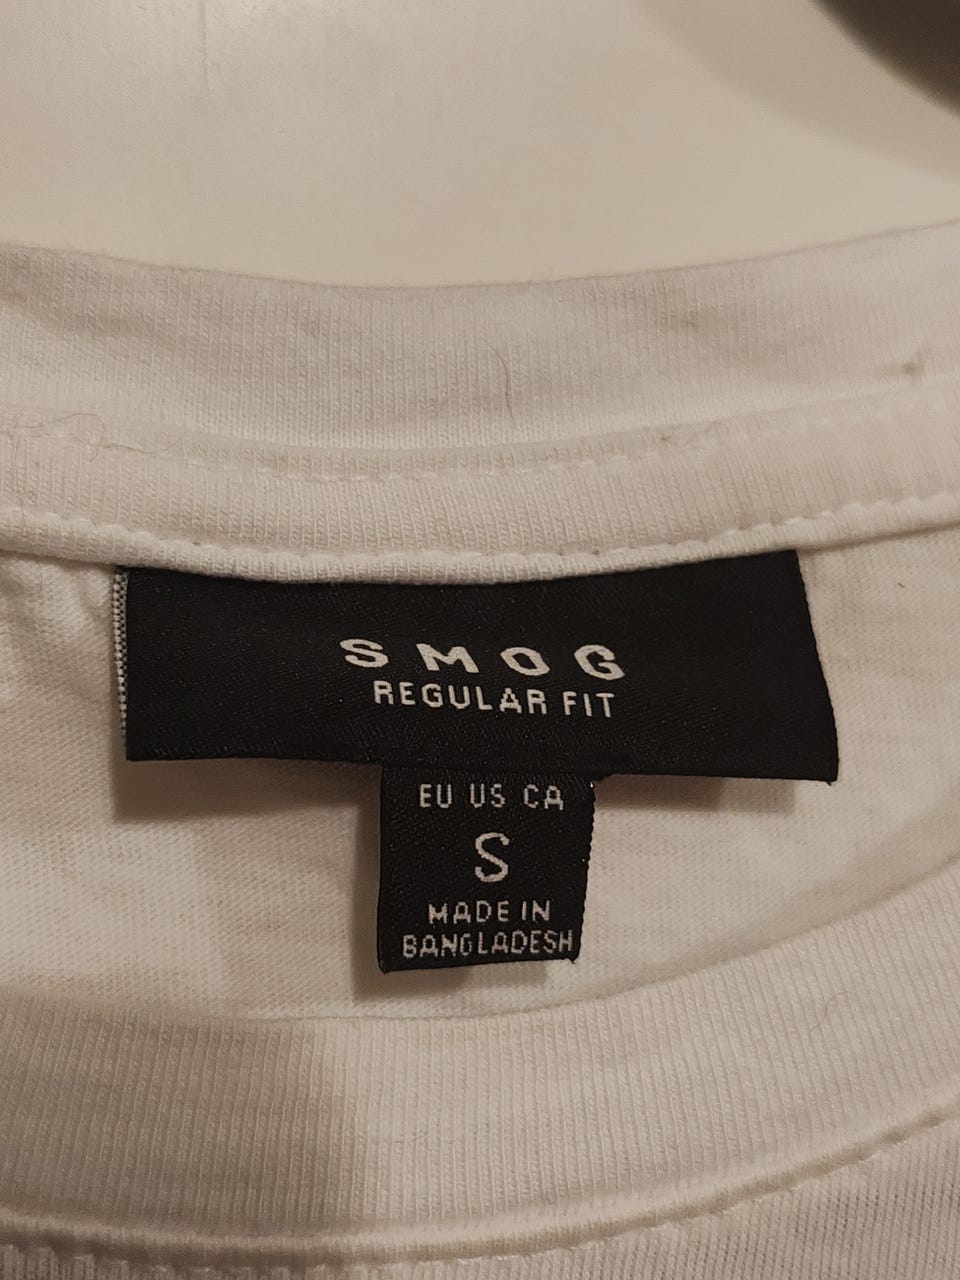 SMOG
REGULAR FIT
EU US CA
S
MADE IN
BANGLADESH